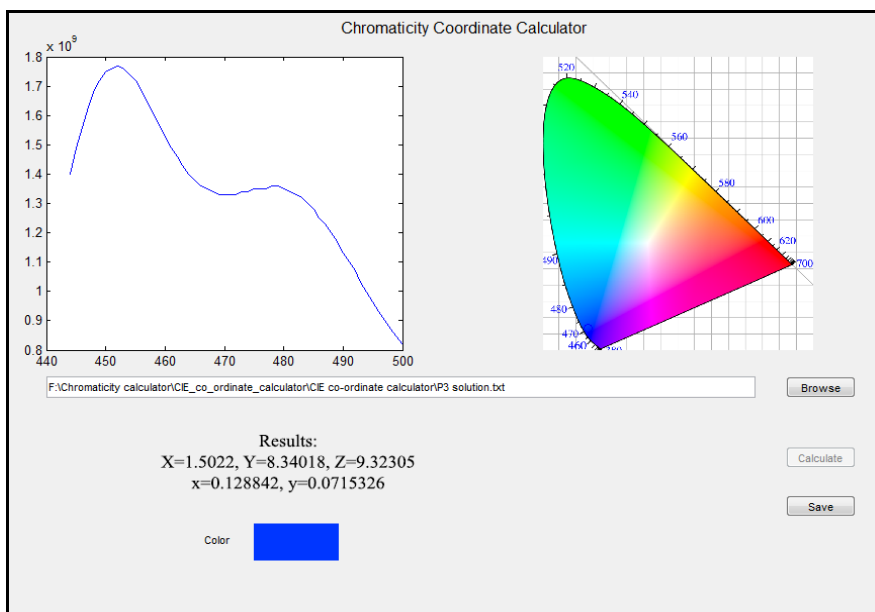 Chromaticity Coordinate Calculator
x 10^9
1.8
1.7
1.6
1.5
1.4
1.3
1.2
1.1
1
0.9
0.8
440 450 460 470 480 490 500
520
540
560
580
600
620
700
490
480
470
460
F:\Chromaticity calculator\CIE_co_ordinate_calculator\CIE co-ordinate calculator\P3 solution.txt
Browse
Results:
X=1.5022, Y=8.34018, Z=9.32305
x=0.128842, y=0.0715326
Calculate
Save
Color